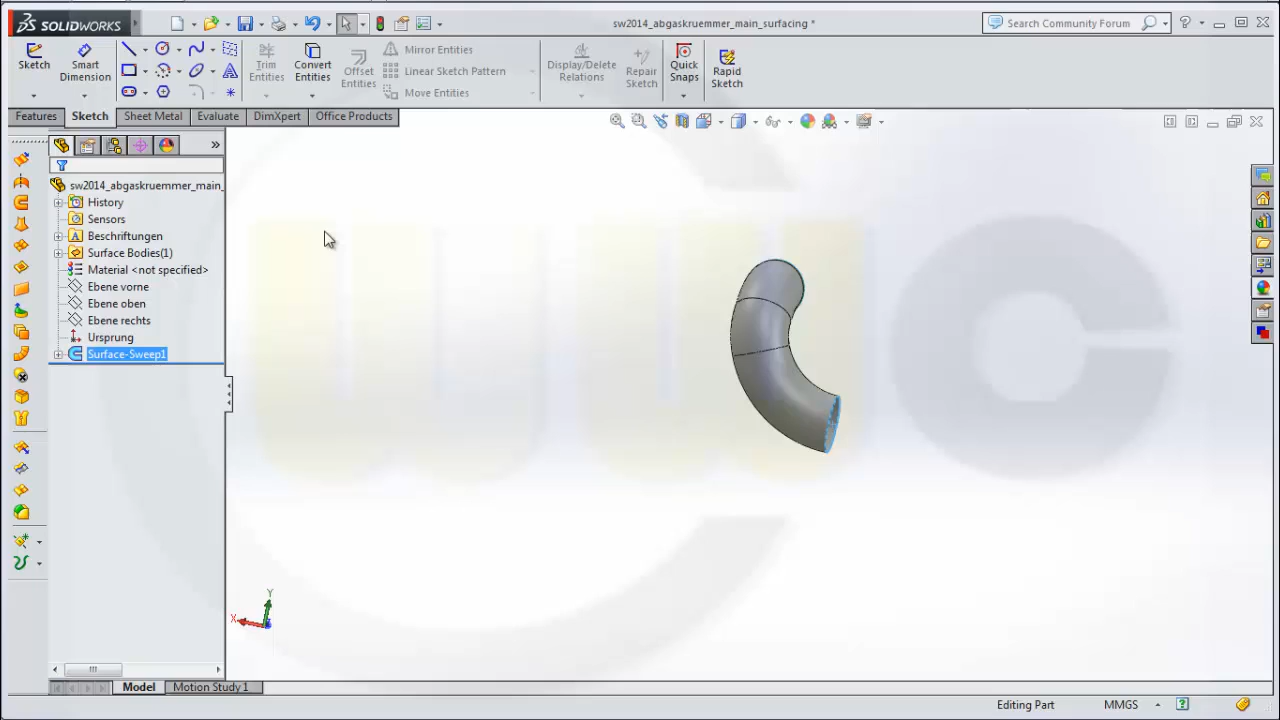 SOLIDWORKS
sw2014_abgaskruemmer_main_surfacing *
Search Community Forum
Sketch
Smart Dimension
Trim Entities
Convert Entities
Offset Entities
Mirror Entities
Linear Sketch Pattern
Move Entities
Display/Delete Relations
Repair Sketch
Quick Snaps
Rapid Sketch
Features
Sketch
Sheet Metal
Evaluate
DimXpert
Office Products
sw2014_abgaskruemmer_main_
History
Sensors
Beschriftungen
Surface Bodies(1)
Material <not specified>
Ebene vorne
Ebene oben
Ebene rechts
Ursprung
Surface-Sweep1
wuc
Y
X
Model
Motion Study 1
Editing Part
MMGS